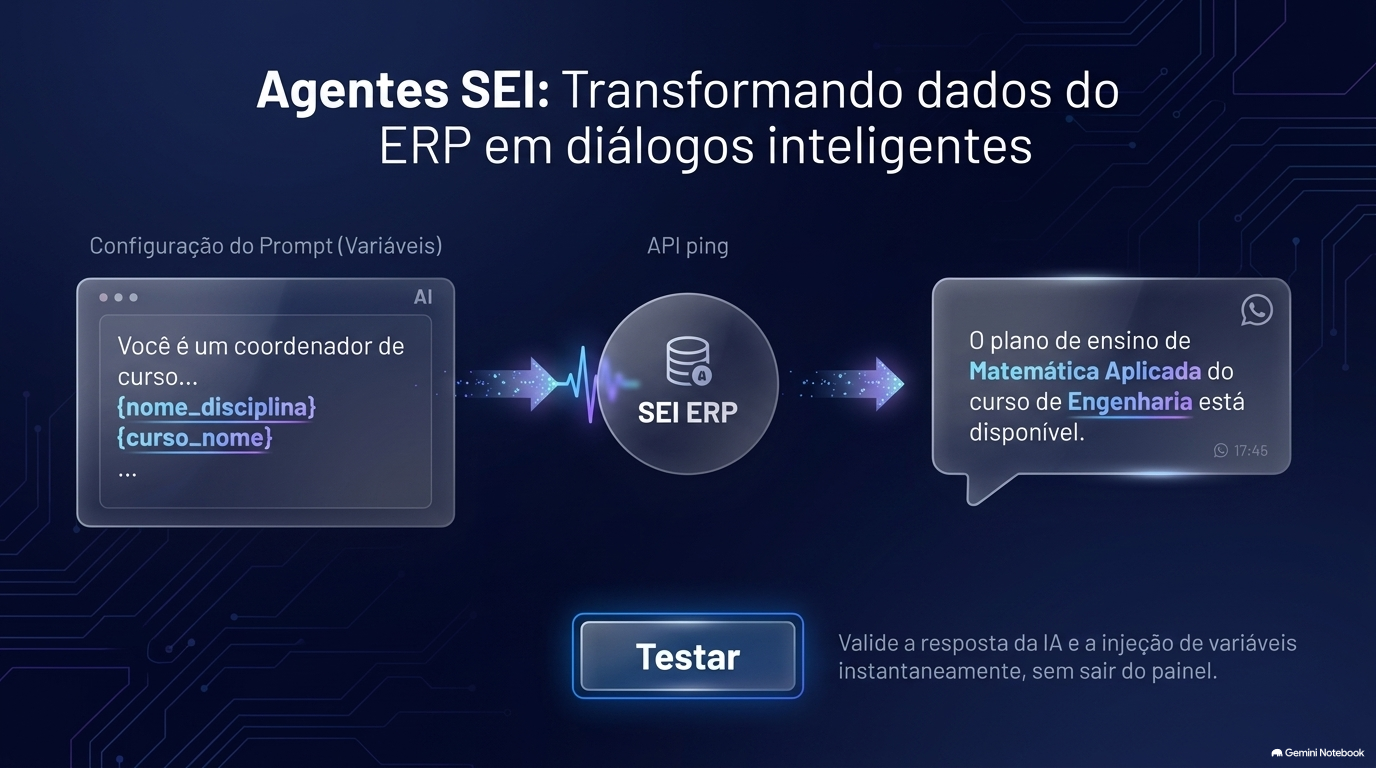 Agentes SEI: Transformando dados do
ERP em diálogos inteligentes
Configuração do Prompt (Variáveis)
AI
Você é um coordenador de
curso...
{nome_disciplina}
{curso_nome}
...
API ping
A
SEI ERP
O plano de ensino de
Matemática Aplicada do
curso de Engenharia está
disponível.
17:45
Testar
Valide a resposta da IA e a injeção de variáveis
instantaneamente, sem sair do painel.
Gemini Notebook